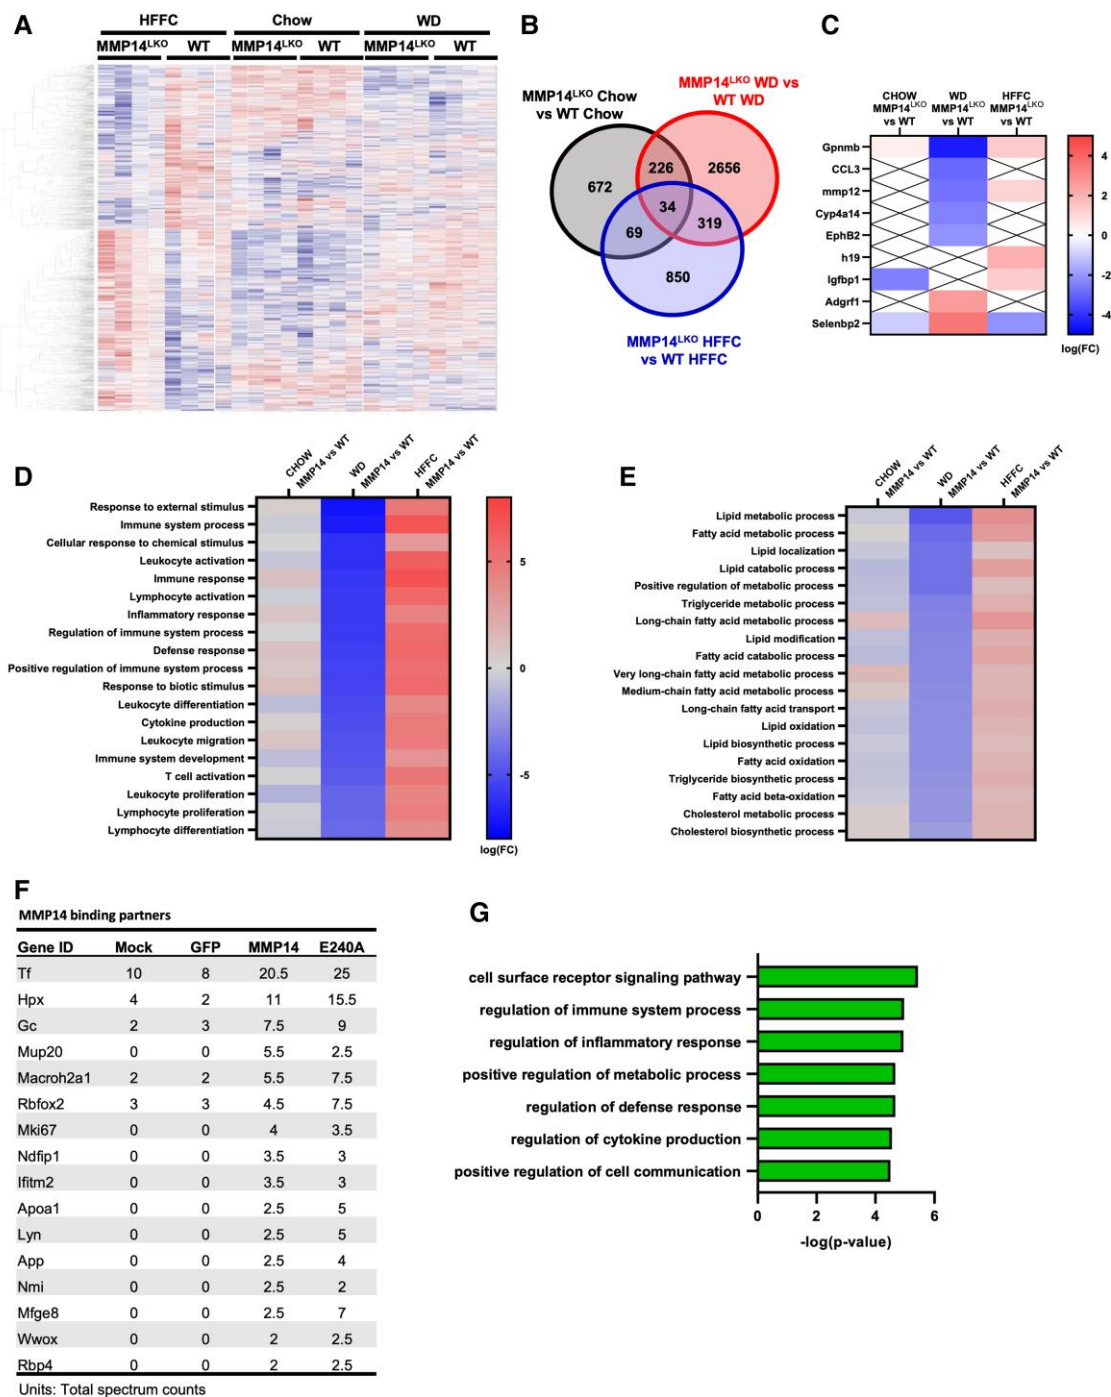 A
HFFC Chow WD
MMP14LKO WT MMP14LKO WT MMP14LKO WT
B
MMP14LKO Chow
vs WT Chow
MMP14LKO WD vs
WT WD
672
226
2656
34
69
319
850
MMP14LKO HFFC
vs WT HFFC
C
CHOW
MMP14LKO
vs WT
WD
MMP14LKO
vs WT
HFFC
MMP14LKO
vs WT
Gpnmb
CCL3
mmp12
Cyp4a14
EphB2
h19
Igfbp1
Adgrf1
Selenbp2
4
2
0
-2
-4
log(FC)
D
CHOW
MMP14 vs WT
WD
MMP14 vs WT
HFFC
MMP14 vs WT
Response to external stimulus
Immune system process
Cellular response to chemical stimulus
Leukocyte activation
Immune response
Lymphocyte activation
Inflammatory response
Regulation of immune system process
Defense response
Positive regulation of immune system process
Response to biotic stimulus
Leukocyte differentiation
Cytokine production
Leukocyte migration
Immune system development
T cell activation
Leukocyte proliferation
Lymphocyte proliferation
Lymphocyte differentiation
5
0
-5
log(FC)
E
CHOW
MMP14 vs WT
WD
MMP14 vs WT
HFFC
MMP14 vs WT
Lipid metabolic process
Fatty acid metabolic process
Lipid localization
Lipid catabolic process
Positive regulation of metabolic process
Triglyceride metabolic process
Long-chain fatty acid metabolic process
Lipid modification
Fatty acid catabolic process
Very long-chain fatty acid metabolic process
Medium-chain fatty acid metabolic process
Long-chain fatty acid transport
Lipid oxidation
Lipid biosynthetic process
Fatty acid oxidation
Triglyceride biosynthetic process
Fatty acid beta-oxidation
Cholesterol metabolic process
Cholesterol biosynthetic process
F
MMP14 binding partners
Gene ID Mock GFP MMP14 E240A
Tf 10 8 20.5 25
Hpx 4 2 11 15.5
Gc 2 3 7.5 9
Mup20 0 0 5.5 2.5
Macroh2a1 2 2 5.5 7.5
Rbfox2 3 3 4.5 7.5
Mki67 0 0 4 3.5
Ndfip1 0 0 3.5 3
Ifitm2 0 0 3.5 3
Apoa1 0 0 2.5 5
Lyn 0 0 2.5 5
App 0 0 2.5 4
Nmi 0 0 2.5 2
Mfge8 0 0 2.5 7
Wwox 0 0 2 2.5
Rbp4 0 0 2 2.5
Units: Total spectrum counts
G
cell surface receptor signaling pathway
regulation of immune system process
regulation of inflammatory response
positive regulation of metabolic process
regulation of defense response
regulation of cytokine production
positive regulation of cell communication
0 2 4 6
-log(p-value)